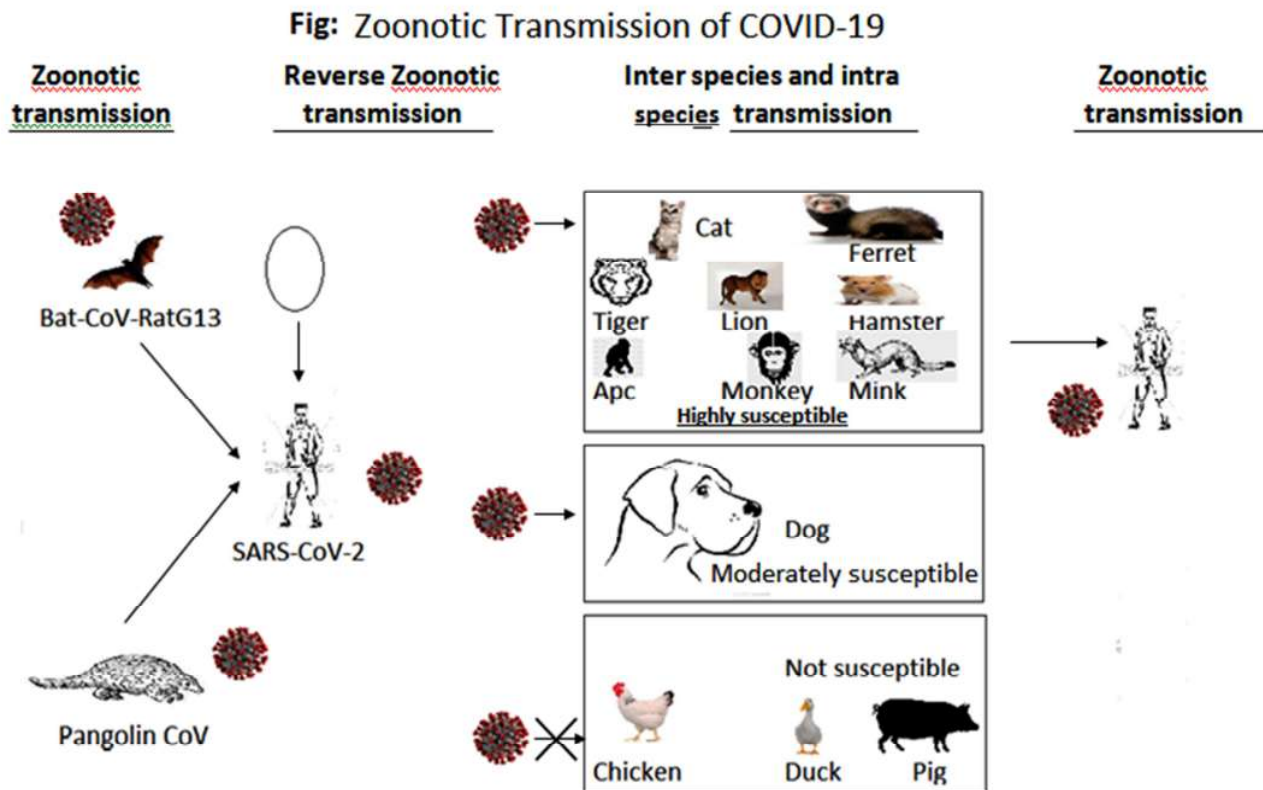 Fig: Zoonotic Transmission of COVID-19
Zoonotic
transmission
Reverse Zoonotic
transmission
Inter species and intra
species transmission
Zoonotic
transmission
Bat-CoV-RatG13
SARS-CoV-2
Pangolin CoV
Cat
Ferret
Tiger
Lion
Hamster
Apc
Monkey
Mink
Highly susceptible
Dog
Moderately susceptible
Not susceptible
Chicken
Duck
Pig